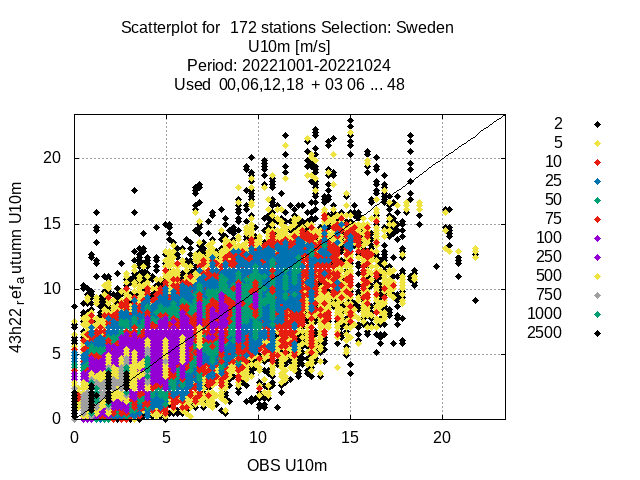 Scatterplot for 172 stations Selection: Sweden
U10m [m/s]
Period: 20221001-20221024
Used 00,06,12,18 + 03 06 ... 48
43h22_ref_autumn U10m
20
15
10
5
0
0 5 10 15 20
OBS U10m
2
5
10
25
50
75
100
250
500
750
1000
2500